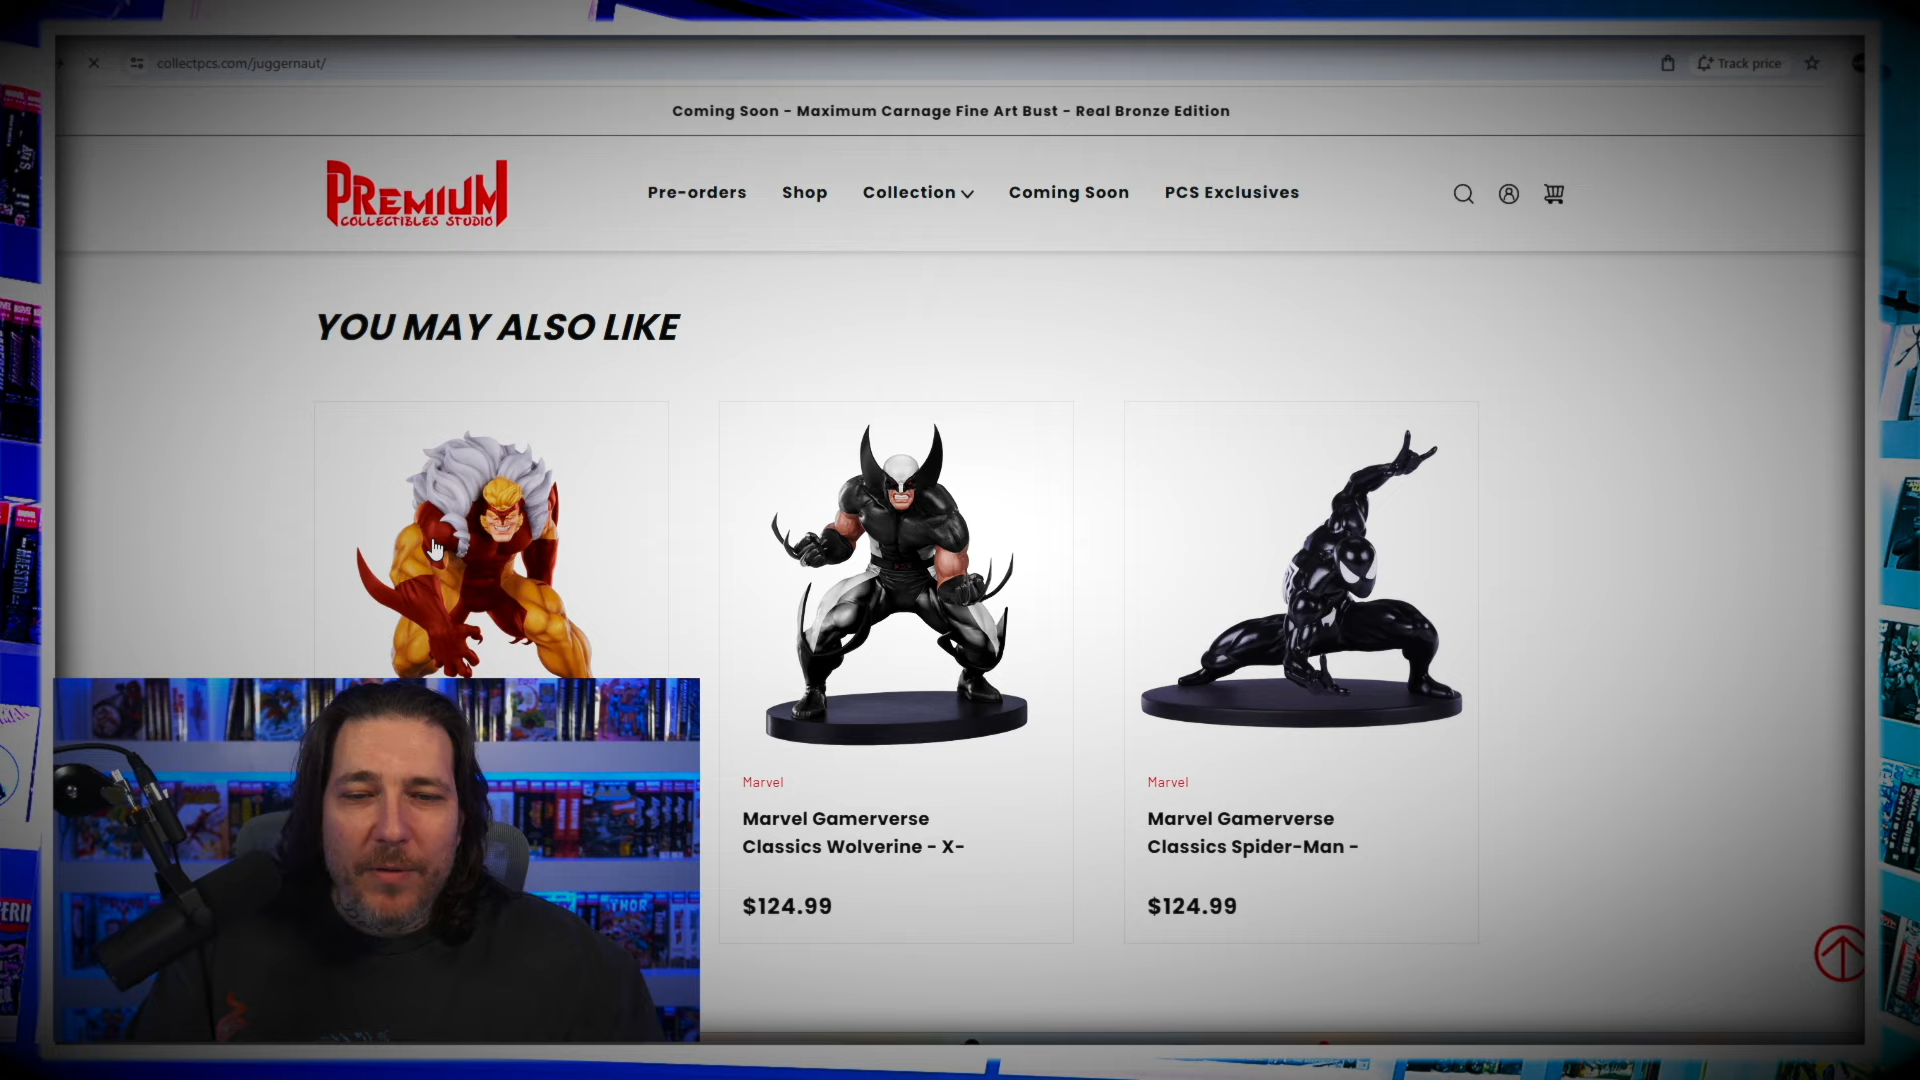 collectpcs.com/juggernaut/
Track price
Coming Soon - Maximum Carnage Fine Art Bust - Real Bronze Edition
PREMIUM
COLLECTIBLES STUDIO
Pre-orders
Shop
Collection
Coming Soon
PCS Exclusives
YOU MAY ALSO LIKE
Marvel
Marvel Gamerverse
Classics Wolverine - X-
$124.99
Marvel
Marvel Gamerverse
Classics Spider-Man -
$124.99
THOR